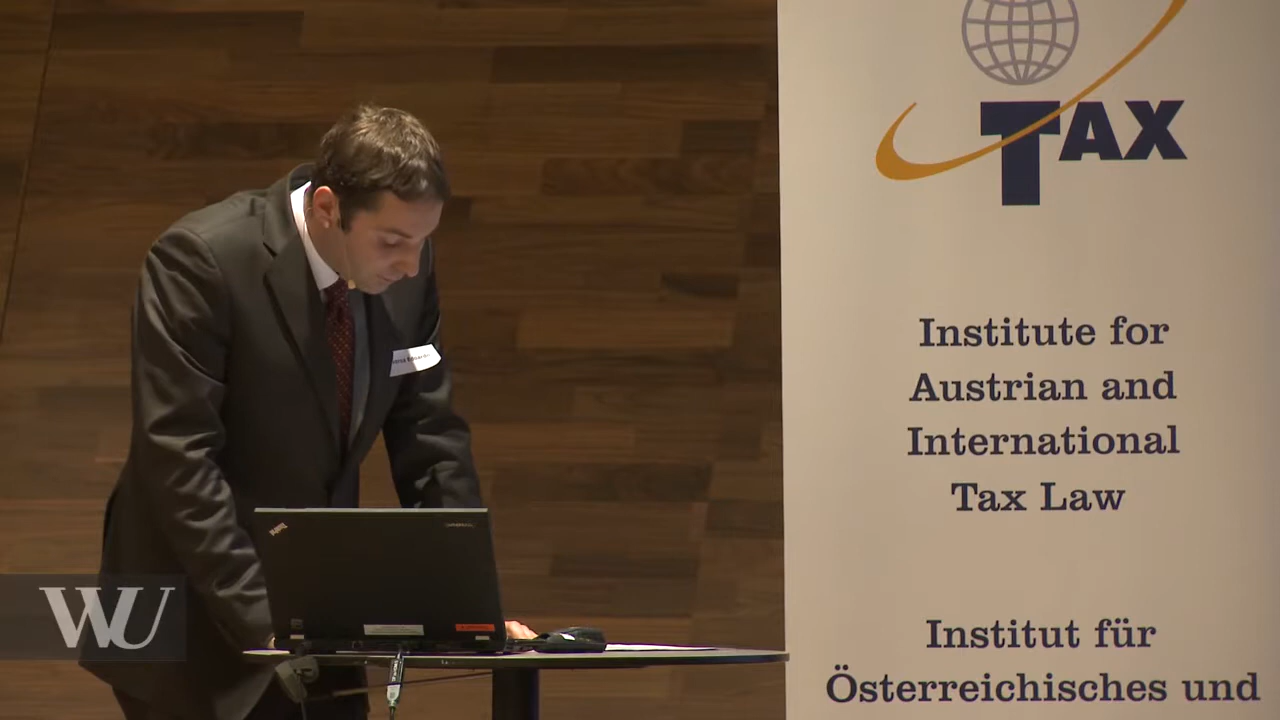 TAX
Institute for
Austrian and
International
Tax Law
Institut für
Österreichisches und
WU